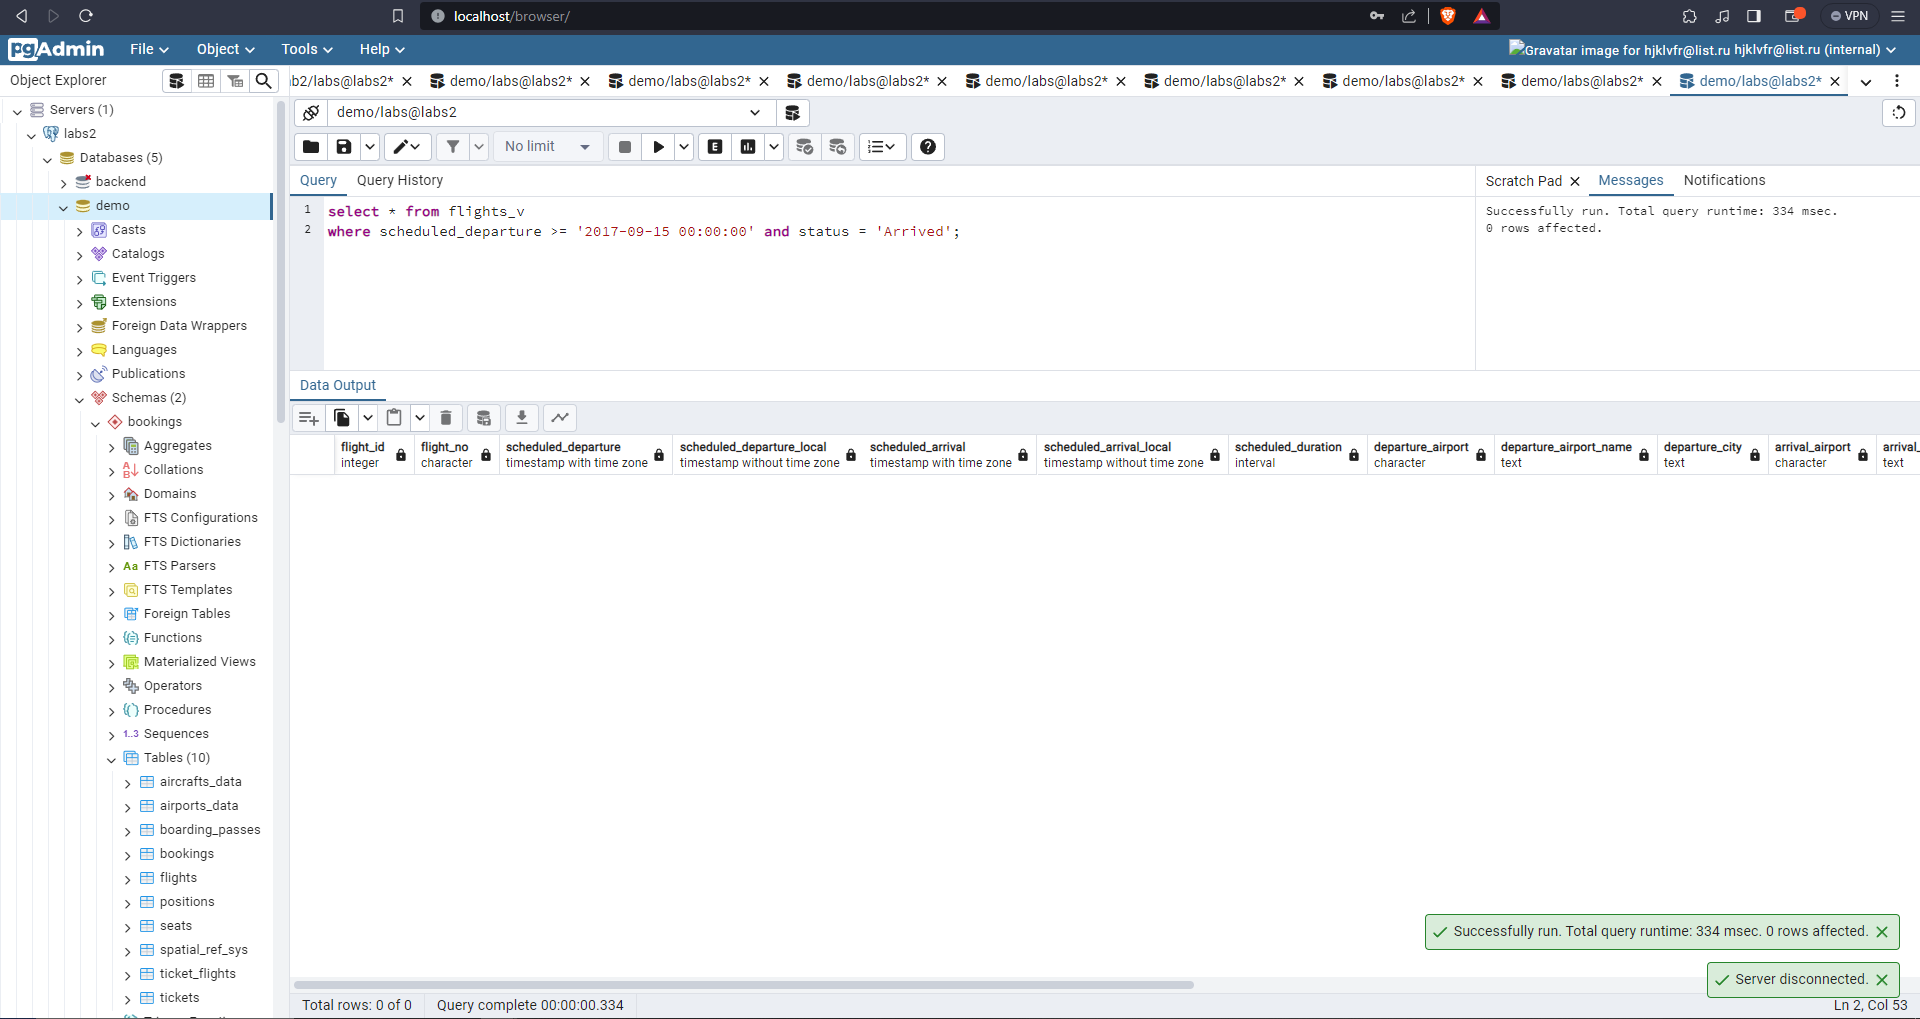 localhost/browser/
VPN
pgAdmin
File
Object
Tools
Help
Gravatar image for hjklvfr@list.ru hjklvfr@list.ru (internal)
Object Explorer
b2/labs@labs2*
demo/labs@labs2*
demo/labs@labs2*
demo/labs@labs2*
demo/labs@labs2*
demo/labs@labs2*
demo/labs@labs2*
demo/labs@labs2*
demo/labs@labs2*
demo/labs@labs2
No limit
E
Query
Query History
Scratch Pad
Messages
Notifications
1 select * from flights_v
2 where scheduled_departure >= '2017-09-15 00:00:00' and status = 'Arrived';
Successfully run. Total query runtime: 334 msec.
0 rows affected.
Servers (1)
labs2
Databases (5)
backend
demo
Casts
Catalogs
Event Triggers
Extensions
Foreign Data Wrappers
Languages
Publications
Schemas (2)
bookings
Aggregates
Collations
Domains
FTS Configurations
FTS Dictionaries
Aa FTS Parsers
FTS Templates
Foreign Tables
Functions
Materialized Views
Operators
Procedures
1..3 Sequences
Tables (10)
aircrafts_data
airports_data
boarding_passes
bookings
flights
positions
seats
spatial_ref_sys
ticket_flights
tickets
Data Output
flight_id
integer
flight_no
character
scheduled_departure
timestamp with time zone
scheduled_departure_local
timestamp without time zone
scheduled_arrival
timestamp with time zone
scheduled_arrival_local
timestamp without time zone
scheduled_duration
interval
departure_airport
character
departure_airport_name
text
departure_city
text
arrival_airport
character
arrival_
text
Successfully run. Total query runtime: 334 msec. 0 rows affected.
Server disconnected.
Total rows: 0 of 0
Query complete 00:00:00.334
Ln 2, Col 53